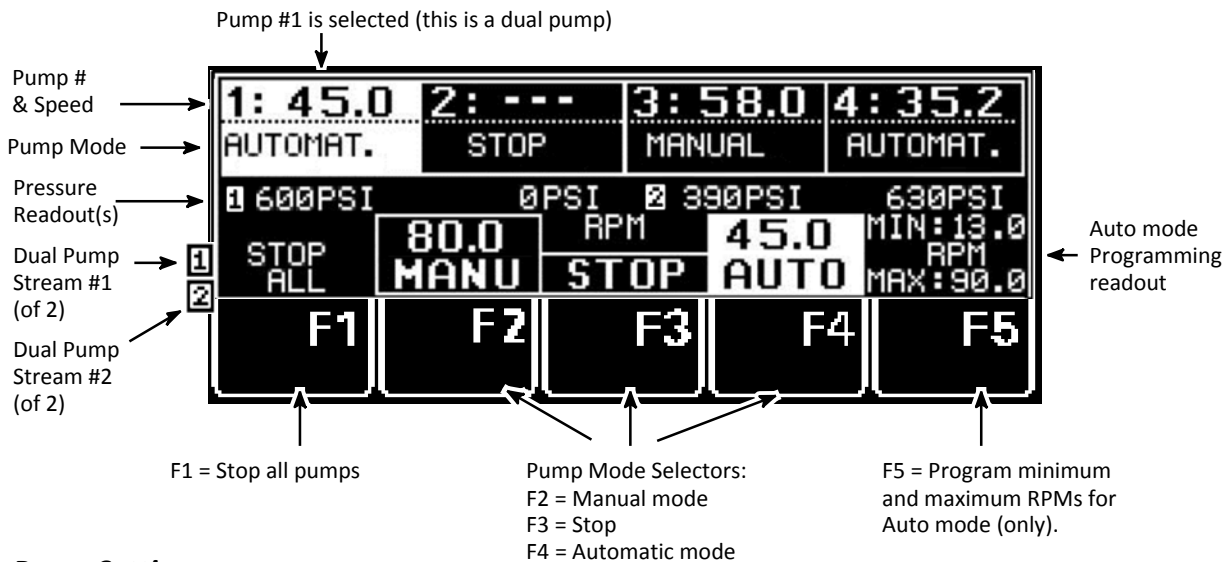 Pump #1 is selected (this is a dual pump)
Pump #
& Speed
Pump Mode
Pressure
Readout(s)
Dual Pump
Stream #1
(of 2)
Dual Pump
Stream #2
(of 2)
1: 45.0 2: --- 3: 58.0 4: 35.2
AUTOMAT. STOP MANUAL AUTOMAT.
1 600PSI 0PSI 2 390PSI 630PSI
1
2
STOP
ALL
80.0
MANU
RPM
STOP
45.0
AUTO
MIN:13.0
RPM
MAX:90.0
Auto mode
Programming
readout
F1 F2 F3 F4 F5
F1 = Stop all pumps
Pump Mode Selectors:
F2 = Manual mode
F3 = Stop
F4 = Automatic mode
F5 = Program minimum
and maximum RPMs for
Auto mode (only).